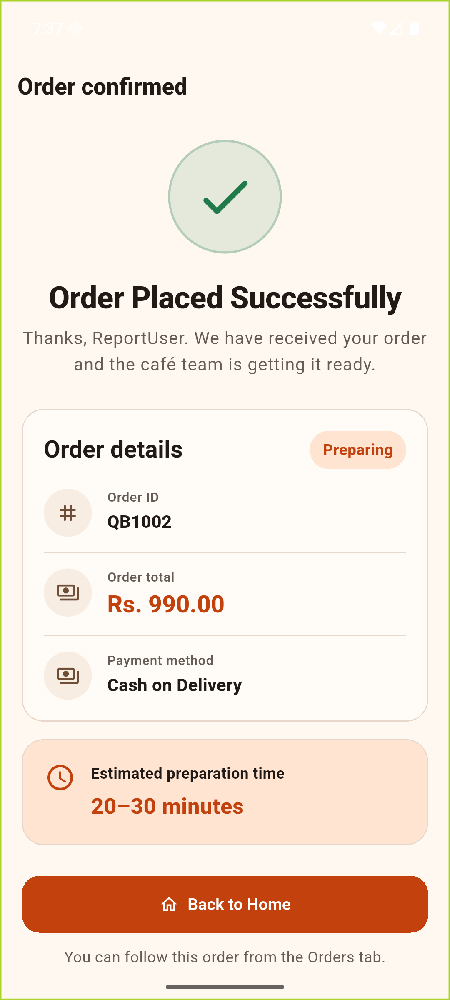 7:37
Order confirmed
Order Placed Successfully
Thanks, ReportUser. We have received your order
and the café team is getting it ready.
Order details
Preparing
Order ID
QB1002
Order total
Rs. 990.00
Payment method
Cash on Delivery
Estimated preparation time
20–30 minutes
Back to Home
You can follow this order from the Orders tab.